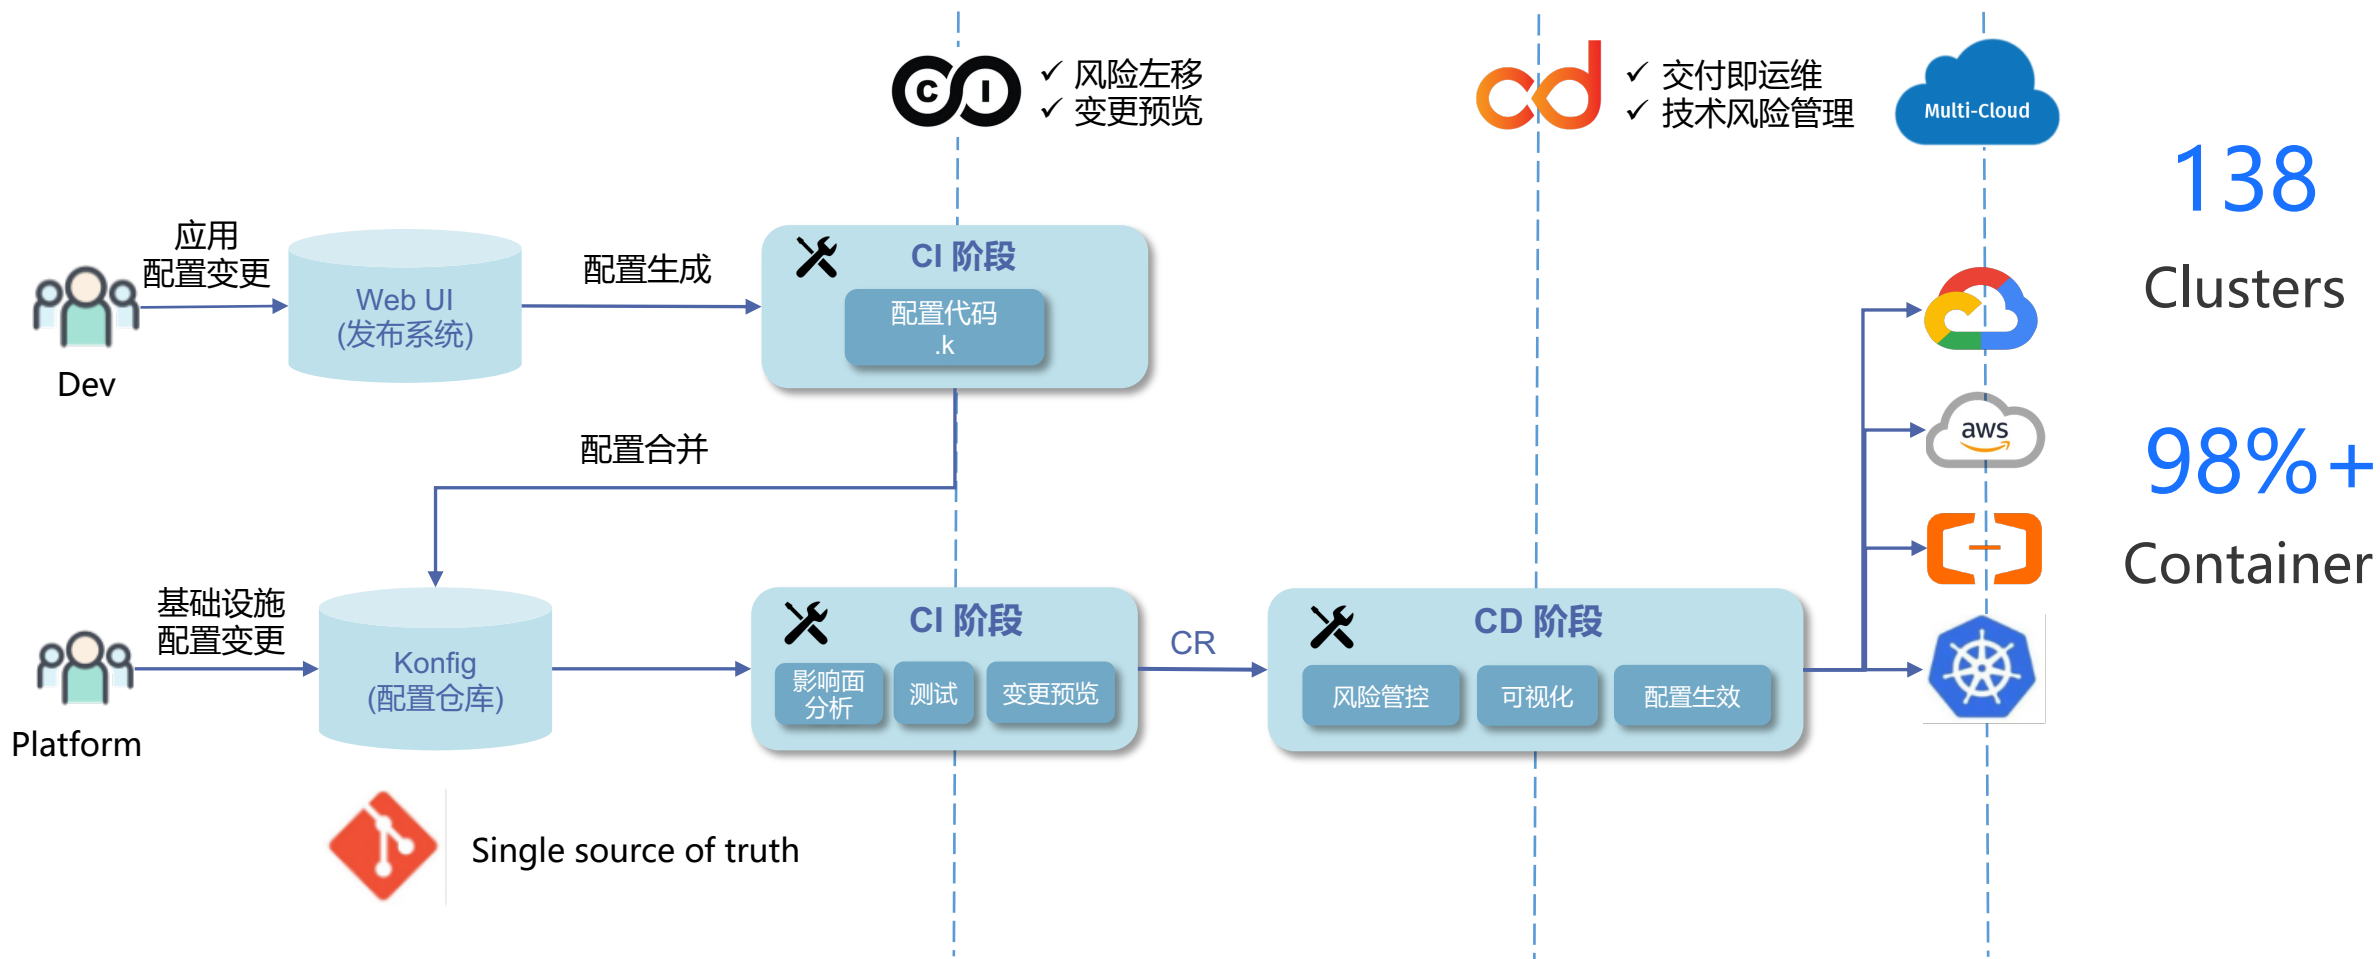 CI
✓ 风险左移
✓ 变更预览
cd
✓ 交付即运维
✓ 技术风险管理
Multi-Cloud
138
Clusters
98%+
Container
应用
配置变更
Dev
Web UI
(发布系统)
配置生成
CI 阶段
配置代码
.k
配置合并
aws
基础设施
配置变更
Platform
Konfig
(配置仓库)
CI 阶段
影响面
分析
测试
变更预览
CR
CD 阶段
风险管控
可视化
配置生效
Single source of truth